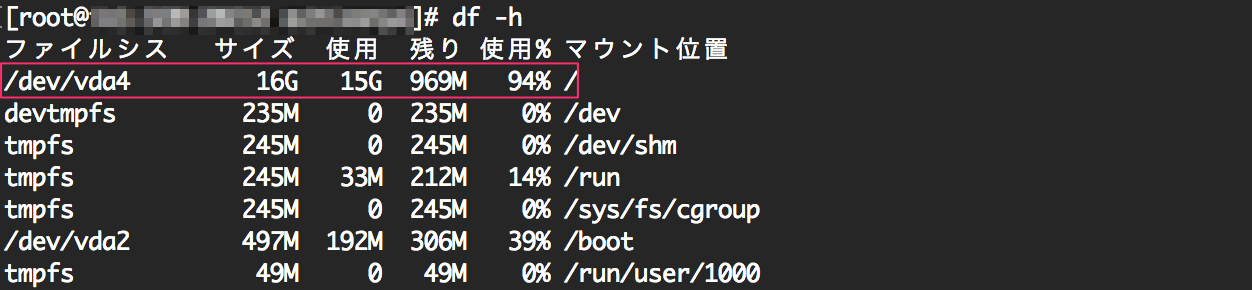 [root@ ]# df -h
ファイルシス サイズ 使用 残り 使用% マウント位置
/dev/vda4 16G 15G 969M 94% /
devtmpfs 235M 0 235M 0% /dev
tmpfs 245M 0 245M 0% /dev/shm
tmpfs 245M 33M 212M 14% /run
tmpfs 245M 0 245M 0% /sys/fs/cgroup
/dev/vda2 497M 192M 306M 39% /boot
tmpfs 49M 0 49M 0% /run/user/1000